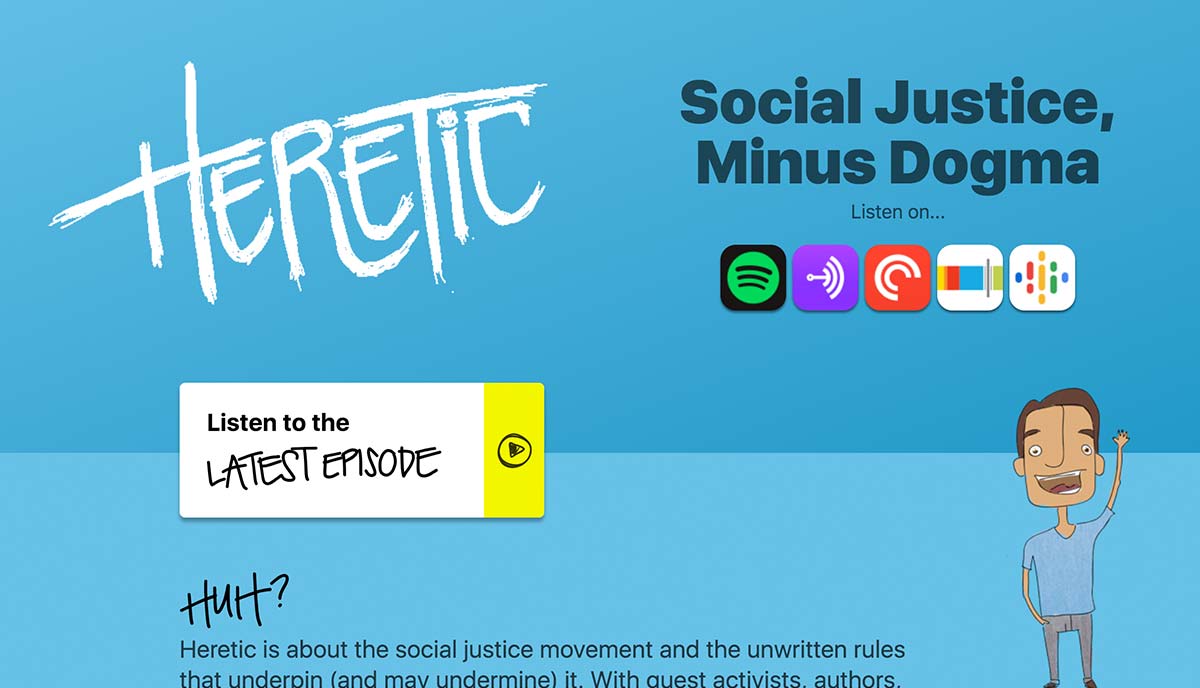 HERETiC
Social Justice,
Minus Dogma
Listen on...
Listen to the
LATEST EPISODE
HUH?
Heretic is about the social justice movement and the unwritten rules
that underpin (and may undermine) it. With guest activists, authors,